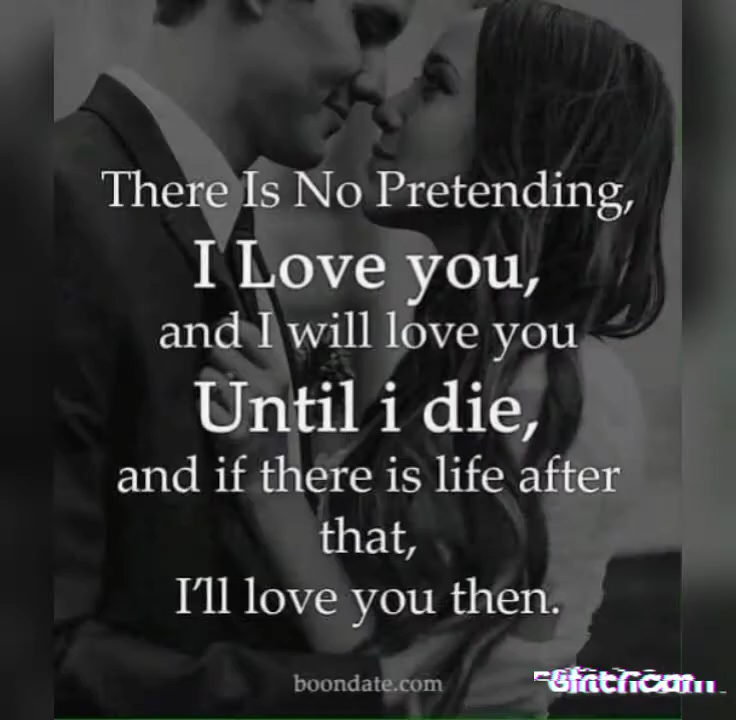 There Is No Pretending,
I Love you,
and I will love you
Until i die,
and if there is life after
that,
I'll love you then.
boondate.com